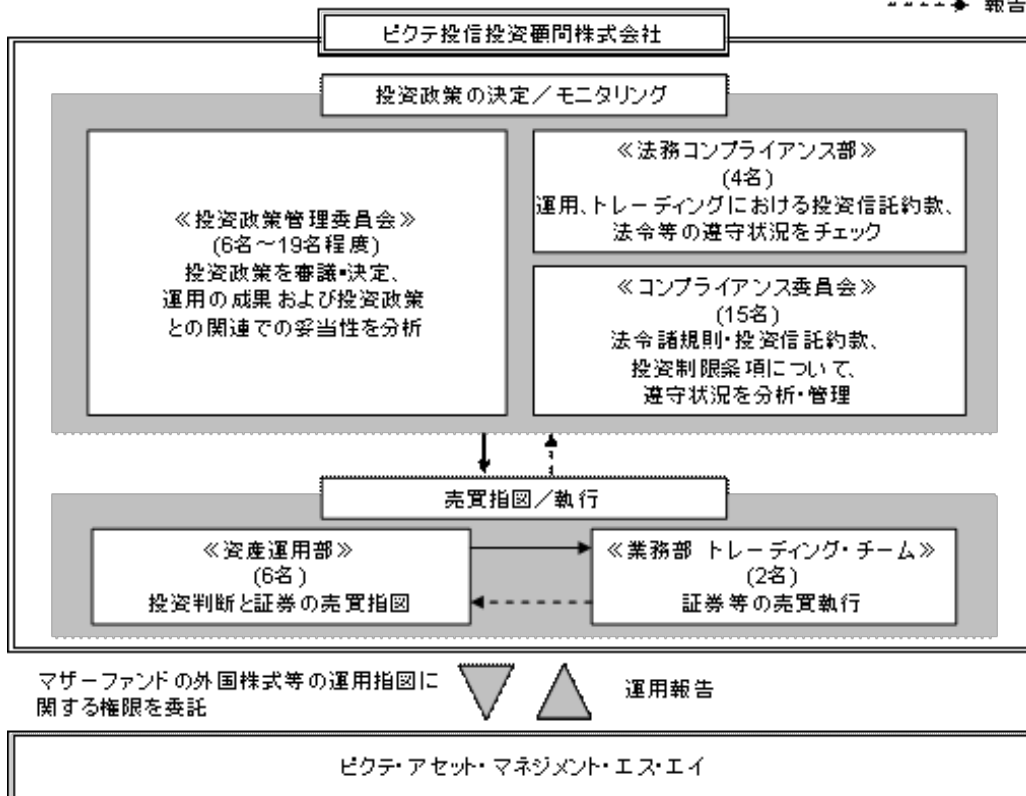 報告
ピクテ投信投資顧問株式会社
投資政策の決定／モニタリング
≪投資政策管理委員会≫
(6名～19名程度)
投資政策を審議・決定、
運用の成果および投資政策
との関連での妥当性を分析
≪法務コンプライアンス部≫
(4名)
運用、トレーディングにおける投資信託約款、
法令等の遵守状況をチェック
≪コンプライアンス委員会≫
(15名)
法令諸規則・投資信託約款、
投資制限条項について、
遵守状況を分析・管理
売買指図／執行
≪資産運用部≫
(6名)
投資判断と証券の売買指図
≪業務部 トレーディング・チーム≫
(2名)
証券等の売買執行
マザーファンドの外国株式等の運用指図に
関する権限を委託
運用報告
ピクテ・アセット・マネジメント・エス・エイ